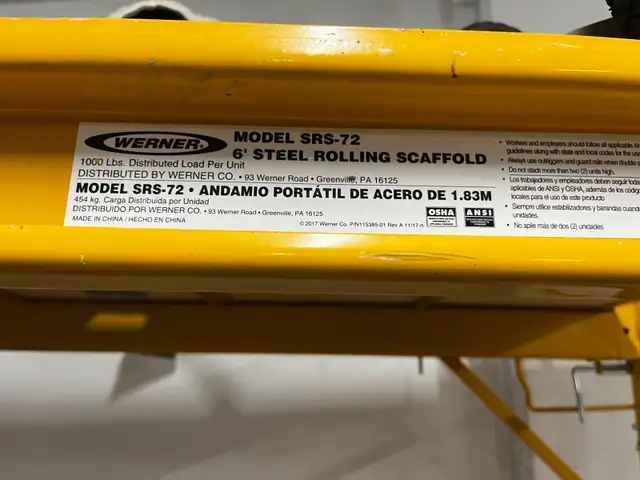 WERNER
MODEL SRS-72
6' STEEL ROLLING SCAFFOLD
1000 Lbs. Distributed Load Per Unit
DISTRIBUTED BY WERNER CO. • 93 Werner Road • Greenville, PA 16125
MODEL SRS-72 • ANDAMIO PORTÁTIL DE ACERO DE 1.83M
454 kg. Carga Distribuida por Unidad
DISTRIBUIDO POR WERNER CO. • 93 Werner Road • Greenville, PA 16125
MADE IN CHINA / HECHO EN CHINA
© 2017 Werner Co. P/N115385-01 Rev A 11/17
OSHA
ANSI
• Workers and employers should follow all applicable AN
guidelines along with state and local codes for the use
• Always use outriggers and guard rail when double s
• Do not stack more than two (2) units high.
• Los trabajadores y empleadores deben seguir toda
aplicables de ANSI y OSHA, además de los códig
locales para el uso de este producto
• Siempre utilice estabilizadores y barandas cuando
unidades.
• No apile más de dos (2) unidades